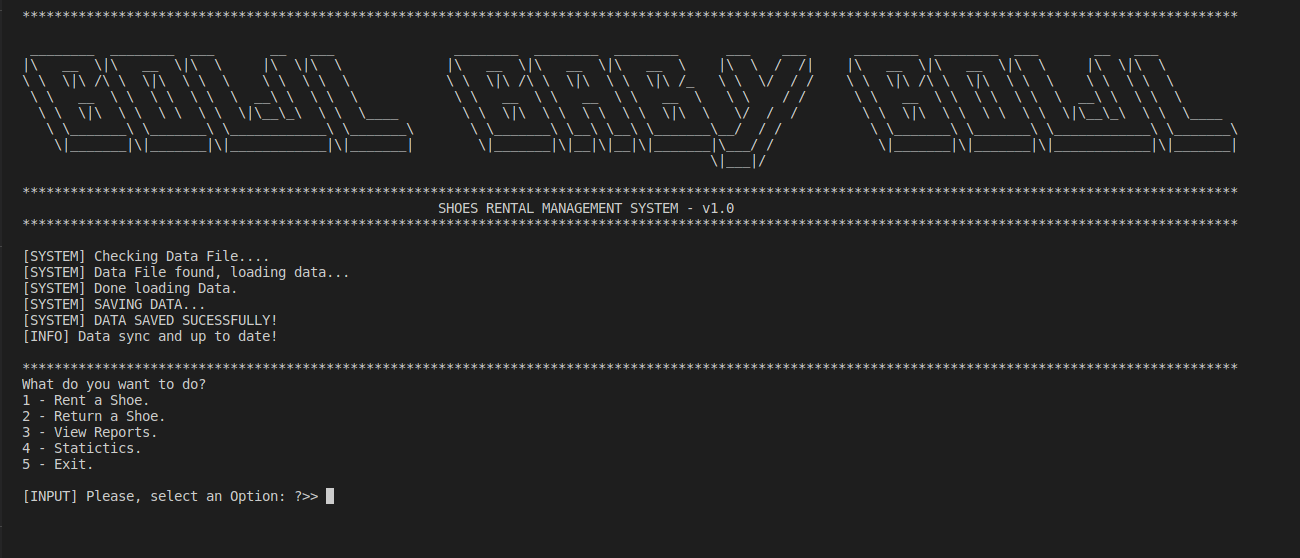 SHOES RENTAL MANAGEMENT SYSTEM - v1.0
[SYSTEM] Checking Data File....
[SYSTEM] Data File found, loading data...
[SYSTEM] Done loading Data.
[SYSTEM] SAVING DATA...
[SYSTEM] DATA SAVED SUCESSFULLY!
[INFO] Data sync and up to date!
What do you want to do?
1 - Rent a Shoe.
2 - Return a Shoe.
3 - View Reports.
4 - Statictics.
5 - Exit.
[INPUT] Please, select an Option: ?>>